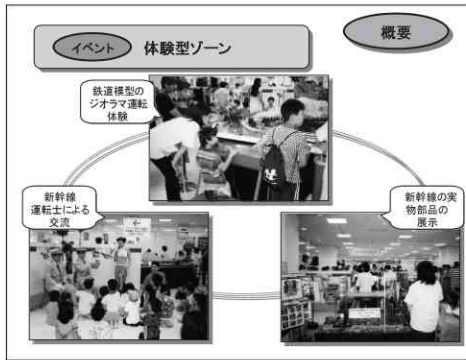 概要
イベント 体験型ゾーン
鉄道模型の
ジオラマ運転
体験
新幹線
運転士による
交流
新幹線の実
物部品の
展示